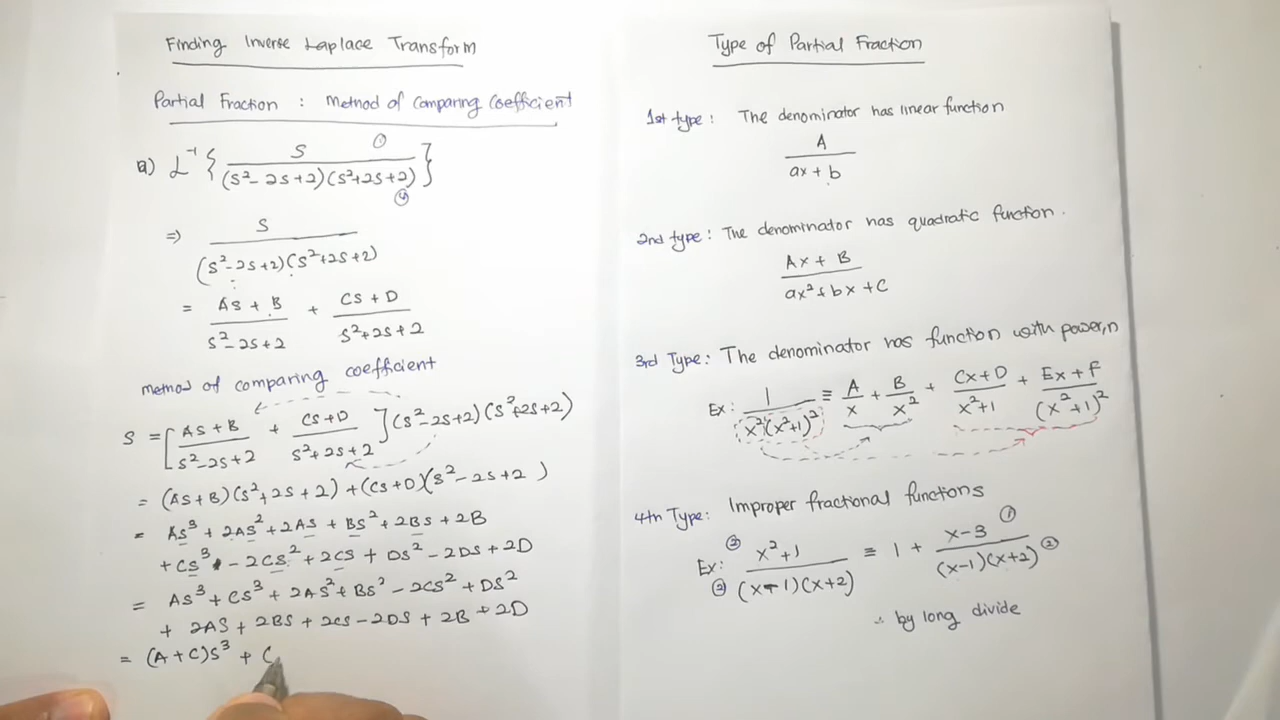 Finding Inverse Laplace Transform
Partial Fraction : Method of Comparing Coefficient
a) L⁻¹ { S ① / (S² - 2S + 2)(S² + 2S + 2) ④ }
⇒ S / (S² - 2S + 2)(S² + 2S + 2)
= AS + B / S² - 2S + 2 + CS + D / S² + 2S + 2
method of comparing coefficient
S = [ AS + B / S² - 2S + 2 + CS + D / S² + 2S + 2 ] (S² - 2S + 2)(S² + 2S + 2)
= (AS + B)(S² + 2S + 2) + (CS + D)(S² - 2S + 2)
= AS³ + 2AS² + 2AS + BS² + 2BS + 2B
+ CS³ - 2CS² + 2CS + DS² - 2DS + 2D
= AS³ + CS³ + 2AS² + BS² - 2CS² + DS²
+ 2AS + 2BS + 2CS - 2DS + 2B + 2D
= (A + C)S³ + (
Type of Partial Fraction
1st type : The denominator has linear function
A / ax + b
2nd type : The denominator has quadratic function.
Ax + B / ax² + bx + C
3rd Type : The denominator has function with power, n
Ex : 1 / x²(x²+1)² ≡ A / x + B / x² + Cx + D / x²+1 + Ex + F / (x²+1)²
4th Type : Improper fractional functions
Ex : ② x² + 1 / ② (x-1)(x+2) ≡ 1 + x-3 ① / (x-1)(x+2) ②
∴ by long divide